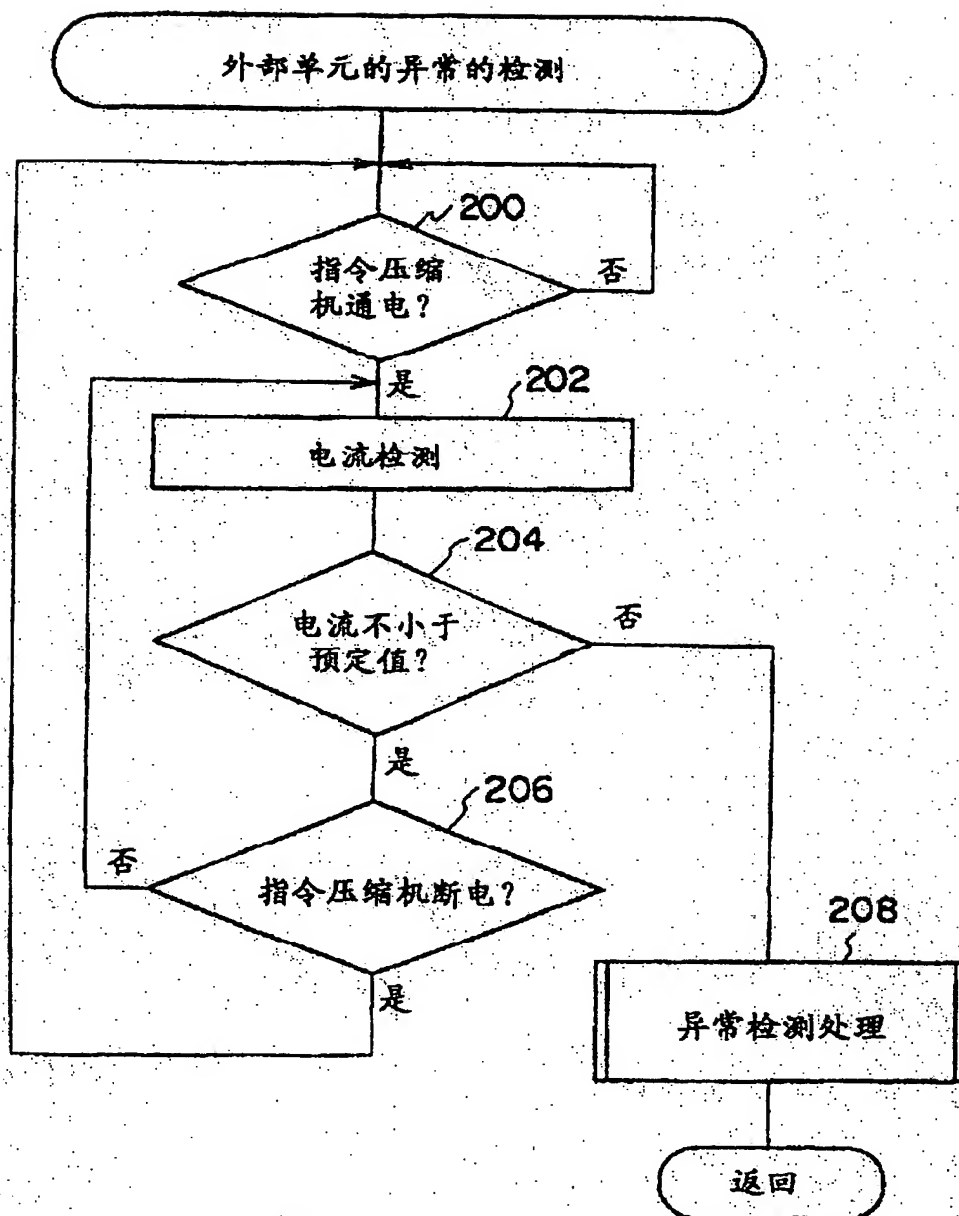 外部单元的异常的检测
200
指令压缩
机通电？
否
是
202
电流检测
204
电流不小于
预定值？
否
是
206
否
指令压缩机断电？
是
208
异常检测处理
返回